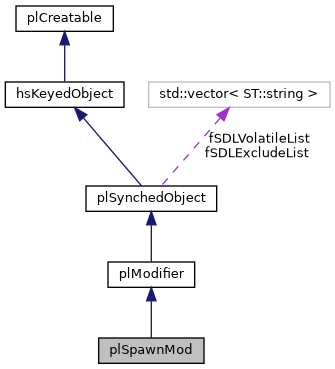 plCreatable
hsKeyedObject
std::vector< ST::string >
fSDLVolatileList
fSDLExcludeList
plSynchedObject
plModifier
plSpawnMod